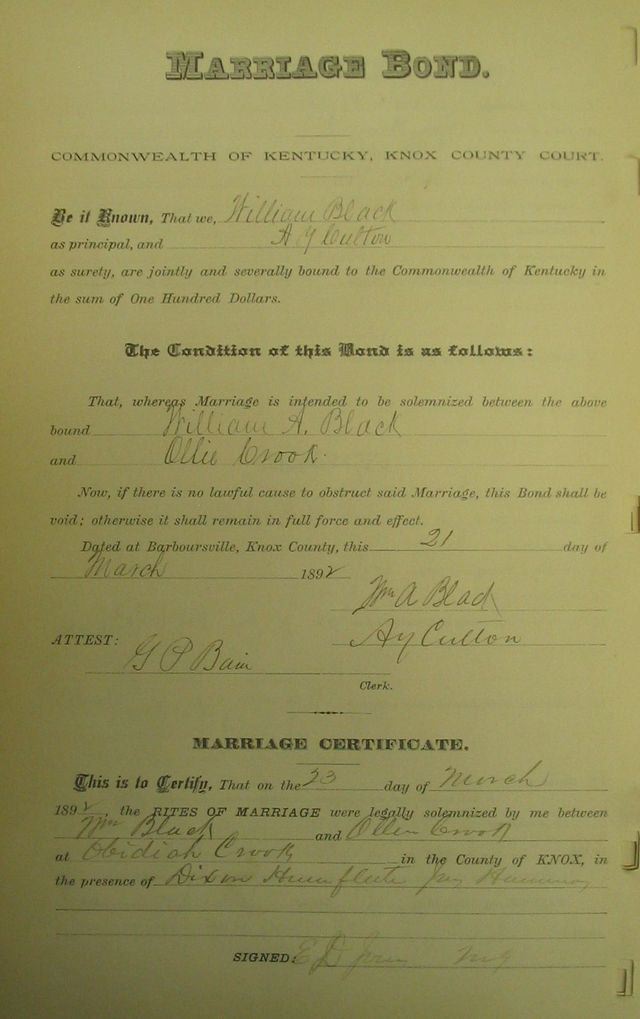 MARRIAGE BOND.
COMMONWEALTH OF KENTUCKY, KNOX COUNTY COURT.
Be it Known, That we, William Black
as principal, and A Y Culton
as surety, are jointly and severally bound to the Commonwealth of Kentucky in
the sum of One Hundred Dollars.
The Condition of this Bond is as follows:
That, whereas Marriage is intended to be solemnized between the above
bound William A. Black
and Ollie Crook.
Now, if there is no lawful cause to obstruct said Marriage, this Bond shall be
void; otherwise it shall remain in full force and effect.
Dated at Barboursville, Knox County, this 21 day of
March 1892
Wm A Black
ATTEST: A Y Culton
G P Bain
Clerk.
MARRIAGE CERTIFICATE.
This is to Certify, That on the 23 day of March
1892, the RITES OF MARRIAGE were legally solemnized by me between
Wm Black and Ollen Crook
at Obidiah Crook in the County of KNOX, in
the presence of Dixon
SIGNED: E D